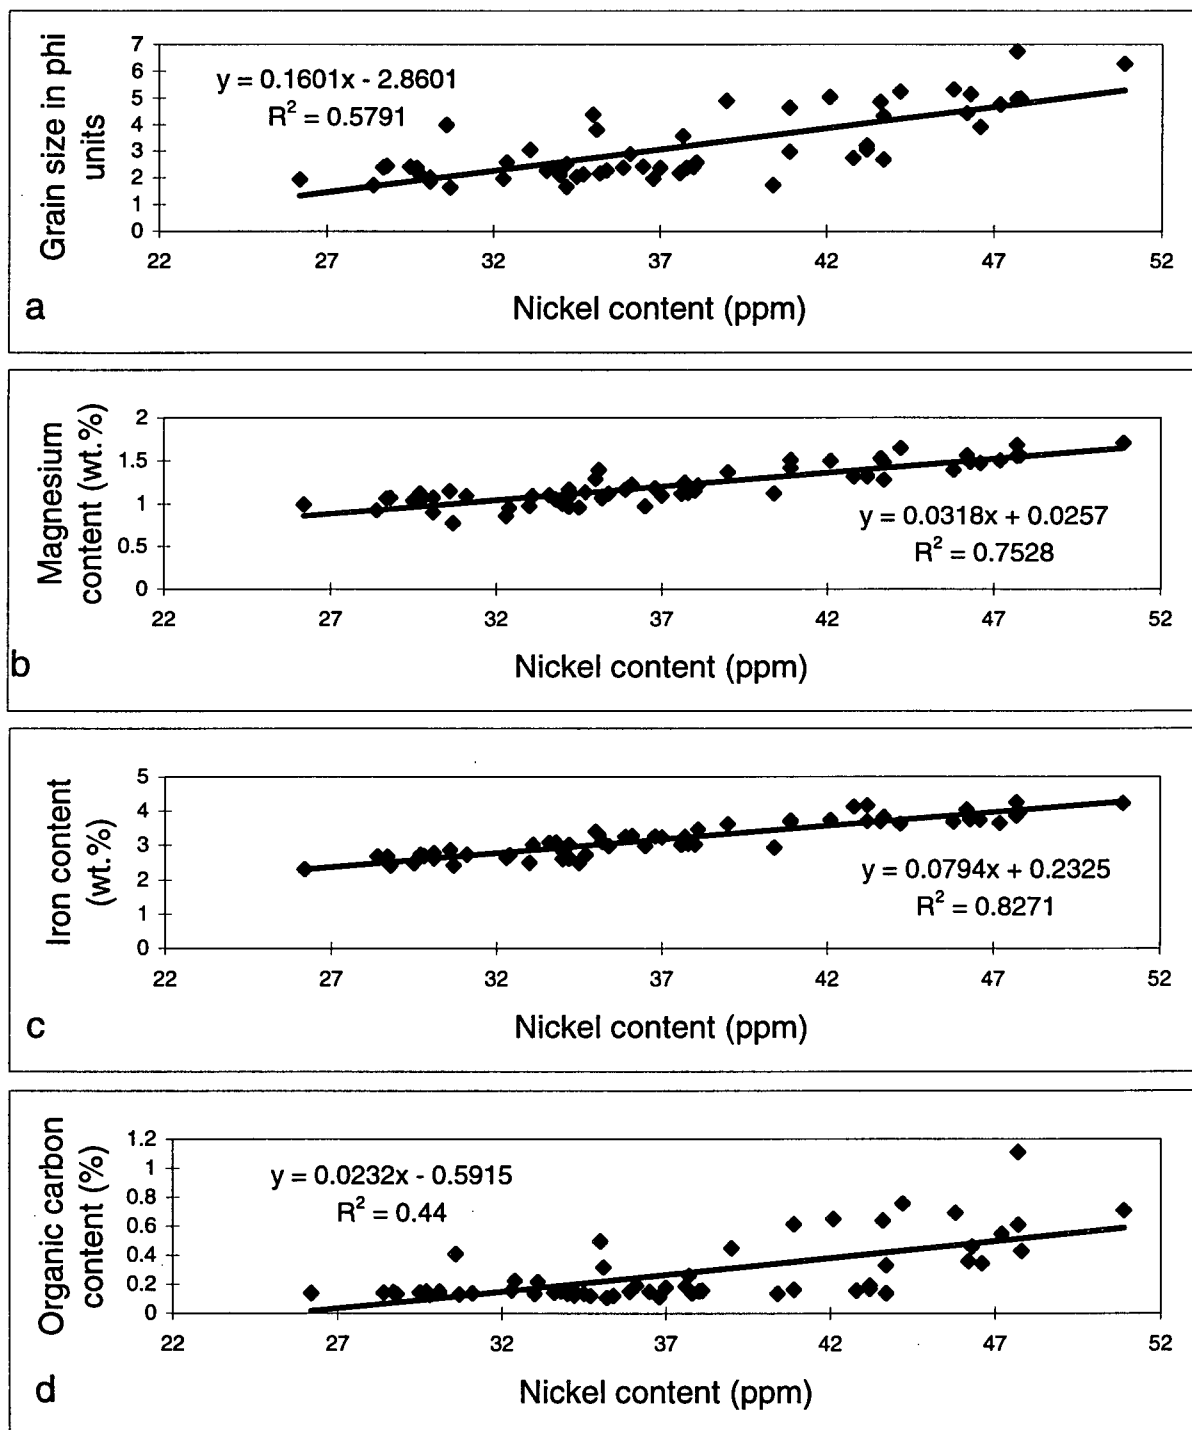 Grain size in phi
units
7
6
5
4
3
2
1
0
y = 0.1601x - 2.8601
R² = 0.5791
22 27 32 37 42 47 52
Nickel content (ppm)
a
Magnesium
content (wt.%)
2
1.5
1
0.5
0
y = 0.0318x + 0.0257
R² = 0.7528
22 27 32 37 42 47 52
Nickel content (ppm)
b
Iron content
(wt.%)
5
4
3
2
1
0
y = 0.0794x + 0.2325
R² = 0.8271
22 27 32 37 42 47 52
Nickel content (ppm)
c
Organic carbon
content (%)
1.2
1
0.8
0.6
0.4
0.2
0
y = 0.0232x - 0.5915
R² = 0.44
22 27 32 37 42 47 52
Nickel content (ppm)
d